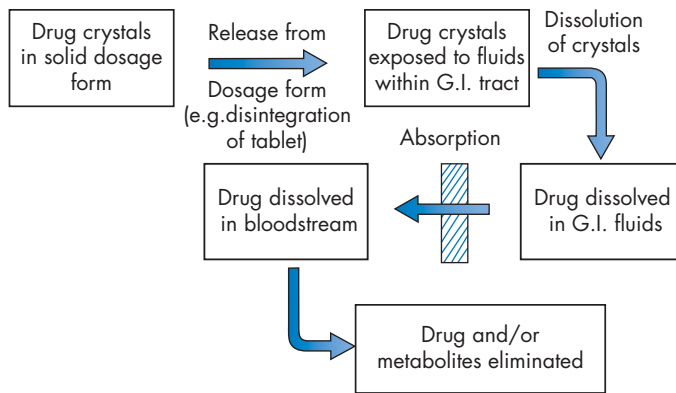 Drug crystals
in solid dosage
form
Release from
Dosage form
(e.g.disintegration
of tablet)
Drug crystals
exposed to fluids
within G.I. tract
Dissolution
of crystals
Drug dissolved
in G.I. fluids
Absorption
Drug dissolved
in bloodstream
Drug and/or
metabolites eliminated